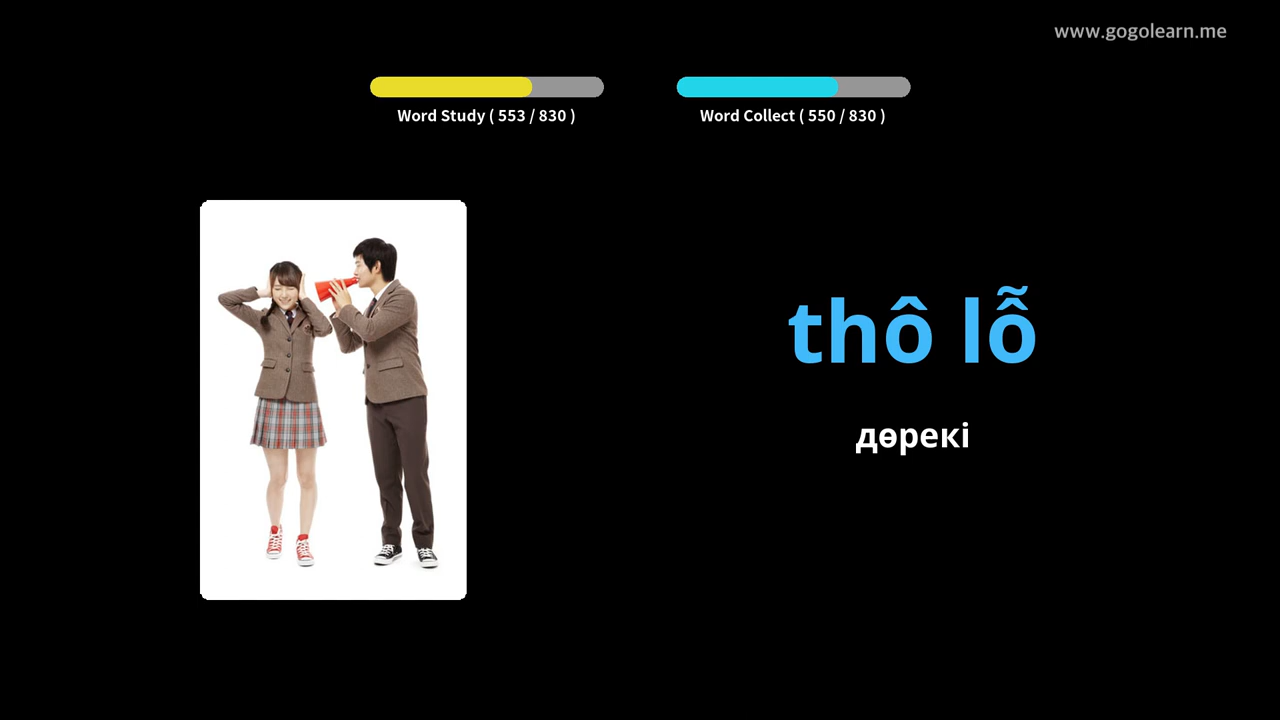 www.gogolearn.me
Word Study ( 553 / 830 )
Word Collect ( 550 / 830 )
thô lỗ
дөрекі